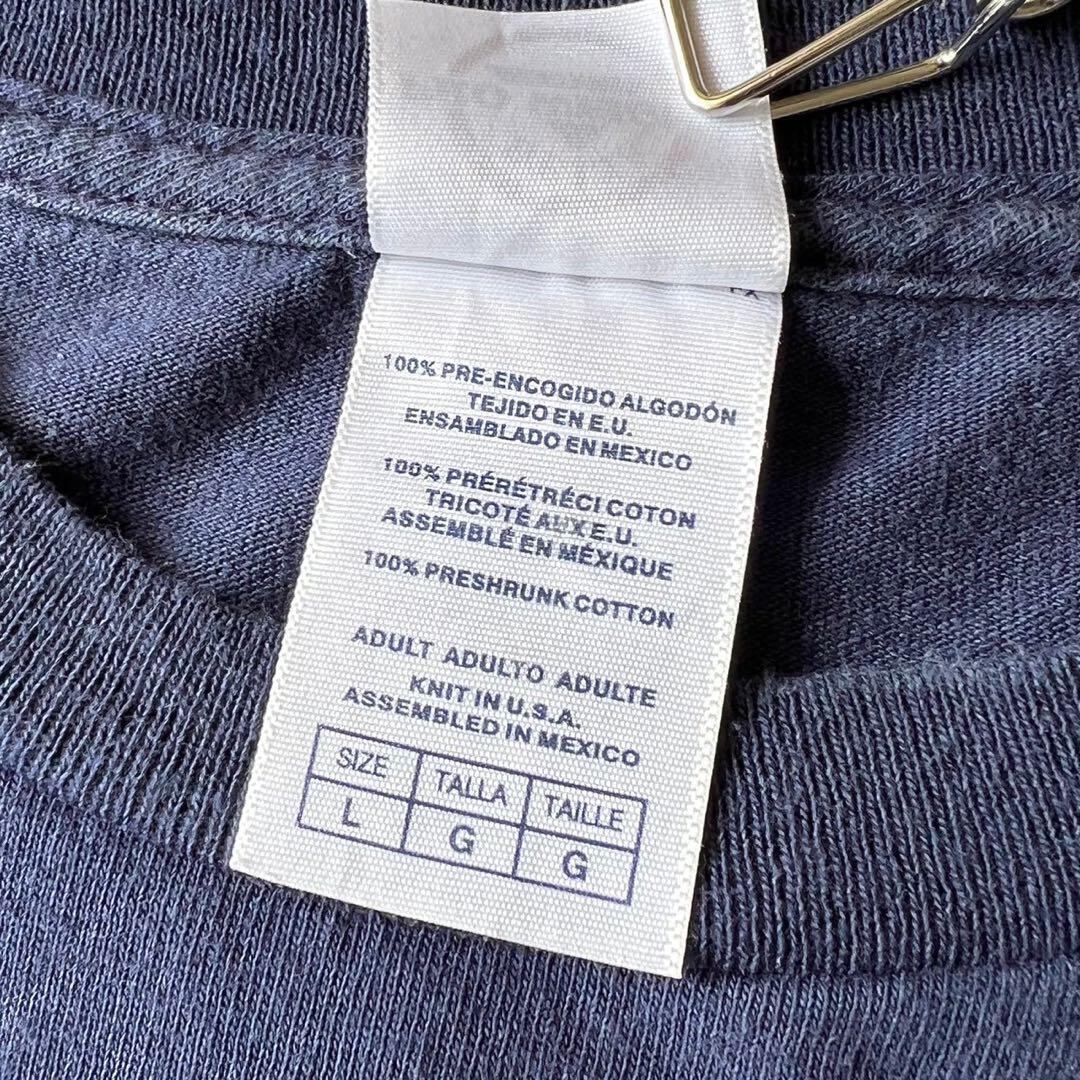 100% PRE-ENCOGIDO ALGODÓN
TEJIDO EN E.U.
ENSAMBLADO EN MEXICO
100% PRÉRÉTRÉCI COTON
TRICOTÉ AUX E.U.
ASSEMBLÉ EN MÉXIQUE
100% PRESHRUNK COTTON
ADULT ADULTO ADULTE
KNIT IN U.S.A.
ASSEMBLED IN MEXICO
SIZE TALLA TAILLE
L G G